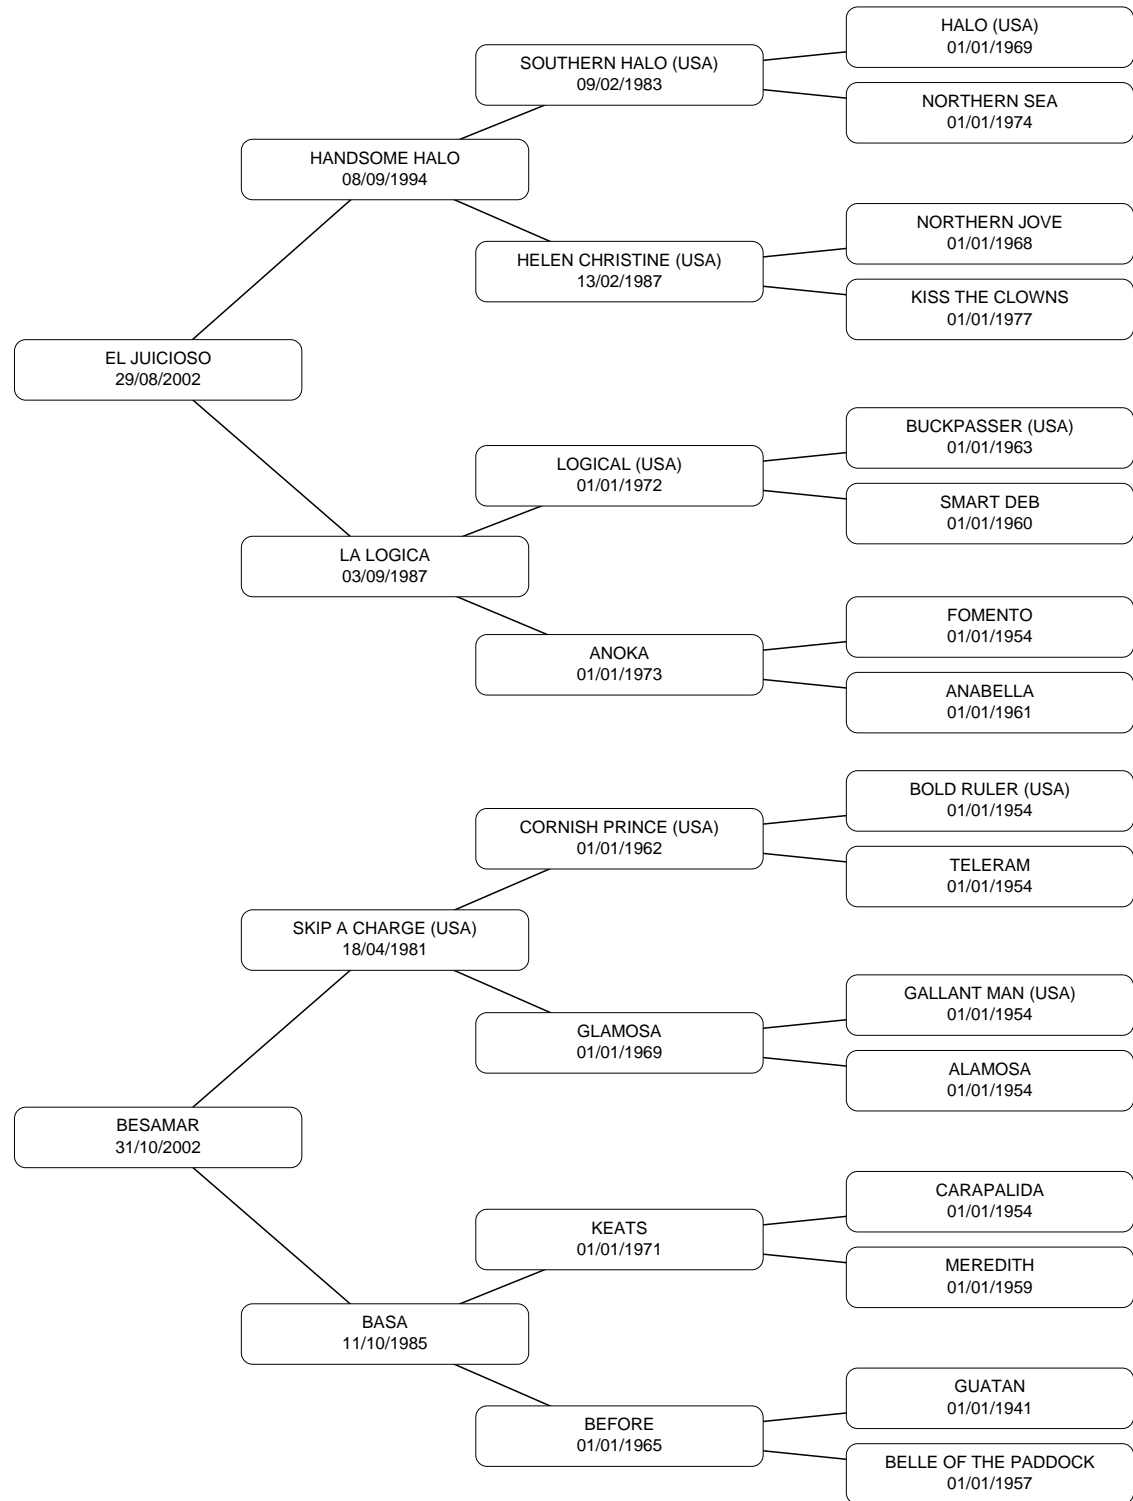 HALO (USA)
01/01/1969
SOUTHERN HALO (USA)
09/02/1983
NORTHERN SEA
01/01/1974
HANDSOME HALO
08/09/1994
NORTHERN JOVE
01/01/1968
HELEN CHRISTINE (USA)
13/02/1987
KISS THE CLOWNS
01/01/1977
EL JUICIOSO
29/08/2002
BUCKPASSER (USA)
01/01/1963
LOGICAL (USA)
01/01/1972
SMART DEB
01/01/1960
LA LOGICA
03/09/1987
FOMENTO
01/01/1954
ANOKA
01/01/1973
ANABELLA
01/01/1961
BOLD RULER (USA)
01/01/1954
CORNISH PRINCE (USA)
01/01/1962
TELERAM
01/01/1954
SKIP A CHARGE (USA)
18/04/1981
GALLANT MAN (USA)
01/01/1954
GLAMOSA
01/01/1969
ALAMOSA
01/01/1954
BESAMAR
31/10/2002
CARAPALIDA
01/01/1954
KEATS
01/01/1971
MEREDITH
01/01/1959
BASA
11/10/1985
GUATAN
01/01/1941
BEFORE
01/01/1965
BELLE OF THE PADDOCK
01/01/1957